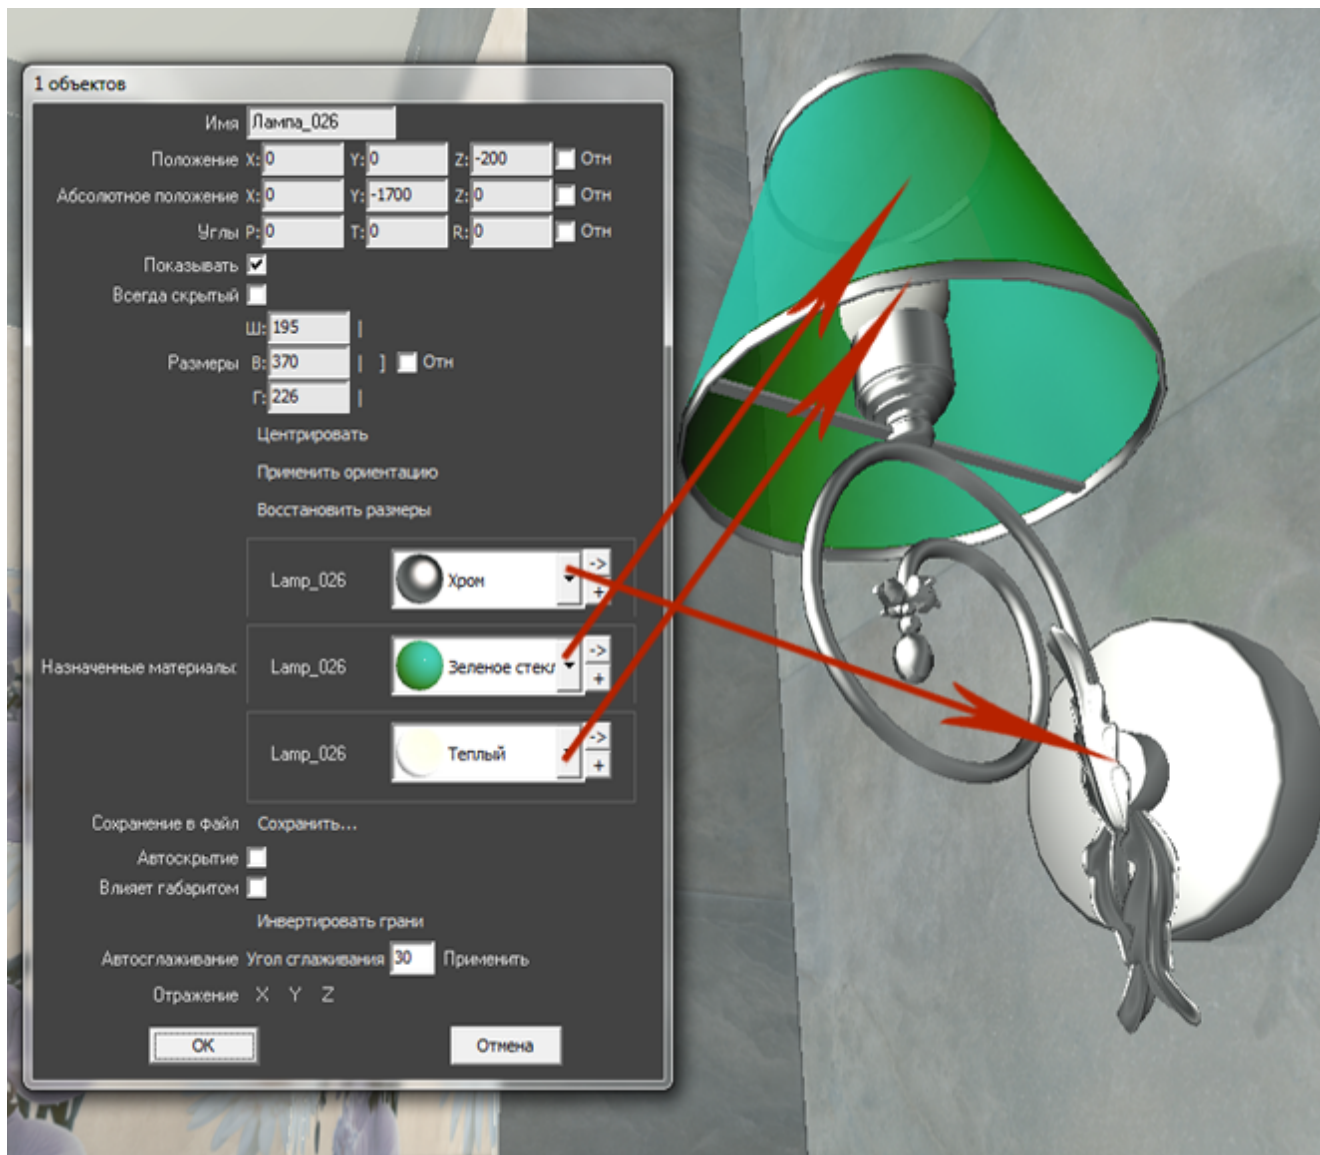 1 объектов
Имя Лампа_026
Положение X: 0 Y: 0 Z: -200 Отн
Абсолютное положение X: 0 Y: -1700 Z: 0 Отн
Углы P: 0 T: 0 R: 0 Отн
Показывать
Всегда скрытый
Ш: 195 |
Размеры В: 370 | ] Отн
Г: 226 |
Центрировать
Применить ориентацию
Восстановить размеры
Lamp_026 Хром -> +
Назначенные материалы: Lamp_026 Зеленое стекл -> +
Lamp_026 Теплый -> +
Сохранение в файл Сохранить...
Автоскрытие
Влияет габаритом
Инвертировать грани
Автосглаживание Угол сглаживания 30 Применить
Отражение X Y Z
OK Отмена